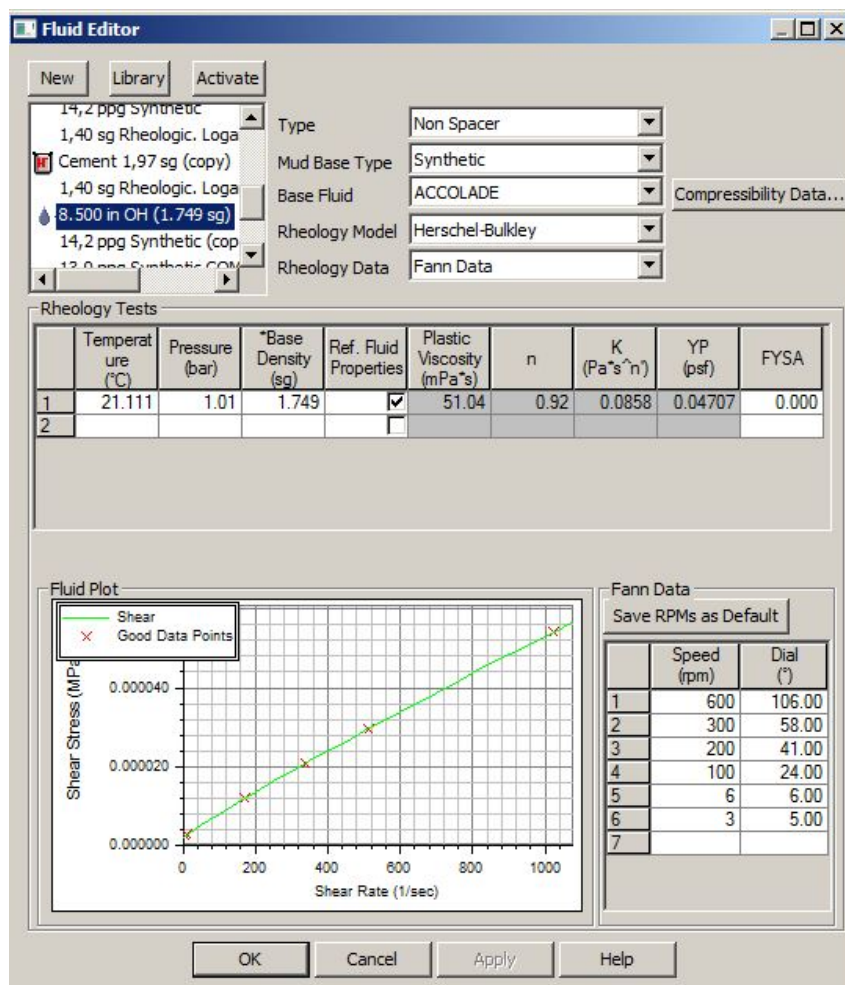 Fluid Editor
New Library Activate
14,2 ppg Synthetic
1,40 sg Rheologic. Loga
Cement 1,97 sg (copy)
1,40 sg Rheologic. Loga
8.500 in OH (1.749 sg)
14,2 ppg Synthetic (cop
Type Non Spacer
Mud Base Type Synthetic
Base Fluid ACCOLADE Compressibility Data...
Rheology Model Herschel-Bulkley
Rheology Data Fann Data
Rheology Tests
Temperat ure (°C) Pressure (bar) *Base Density (sg) Ref. Fluid Properties Plastic Viscosity (mPa*s) n K (Pa*s^n') YP (psf) FYSA
1 21.111 1.01 1.749 51.04 0.92 0.0858 0.04707 0.000
2
Fluid Plot
Shear
Good Data Points
Shear Stress (MPa
0.000040
0.000020
0.000000
0 200 400 600 800 1000
Shear Rate (1/sec)
Fann Data
Save RPMs as Default
Speed (rpm) Dial (°)
1 600 106.00
2 300 58.00
3 200 41.00
4 100 24.00
5 6 6.00
6 3 5.00
7
OK Cancel Apply Help